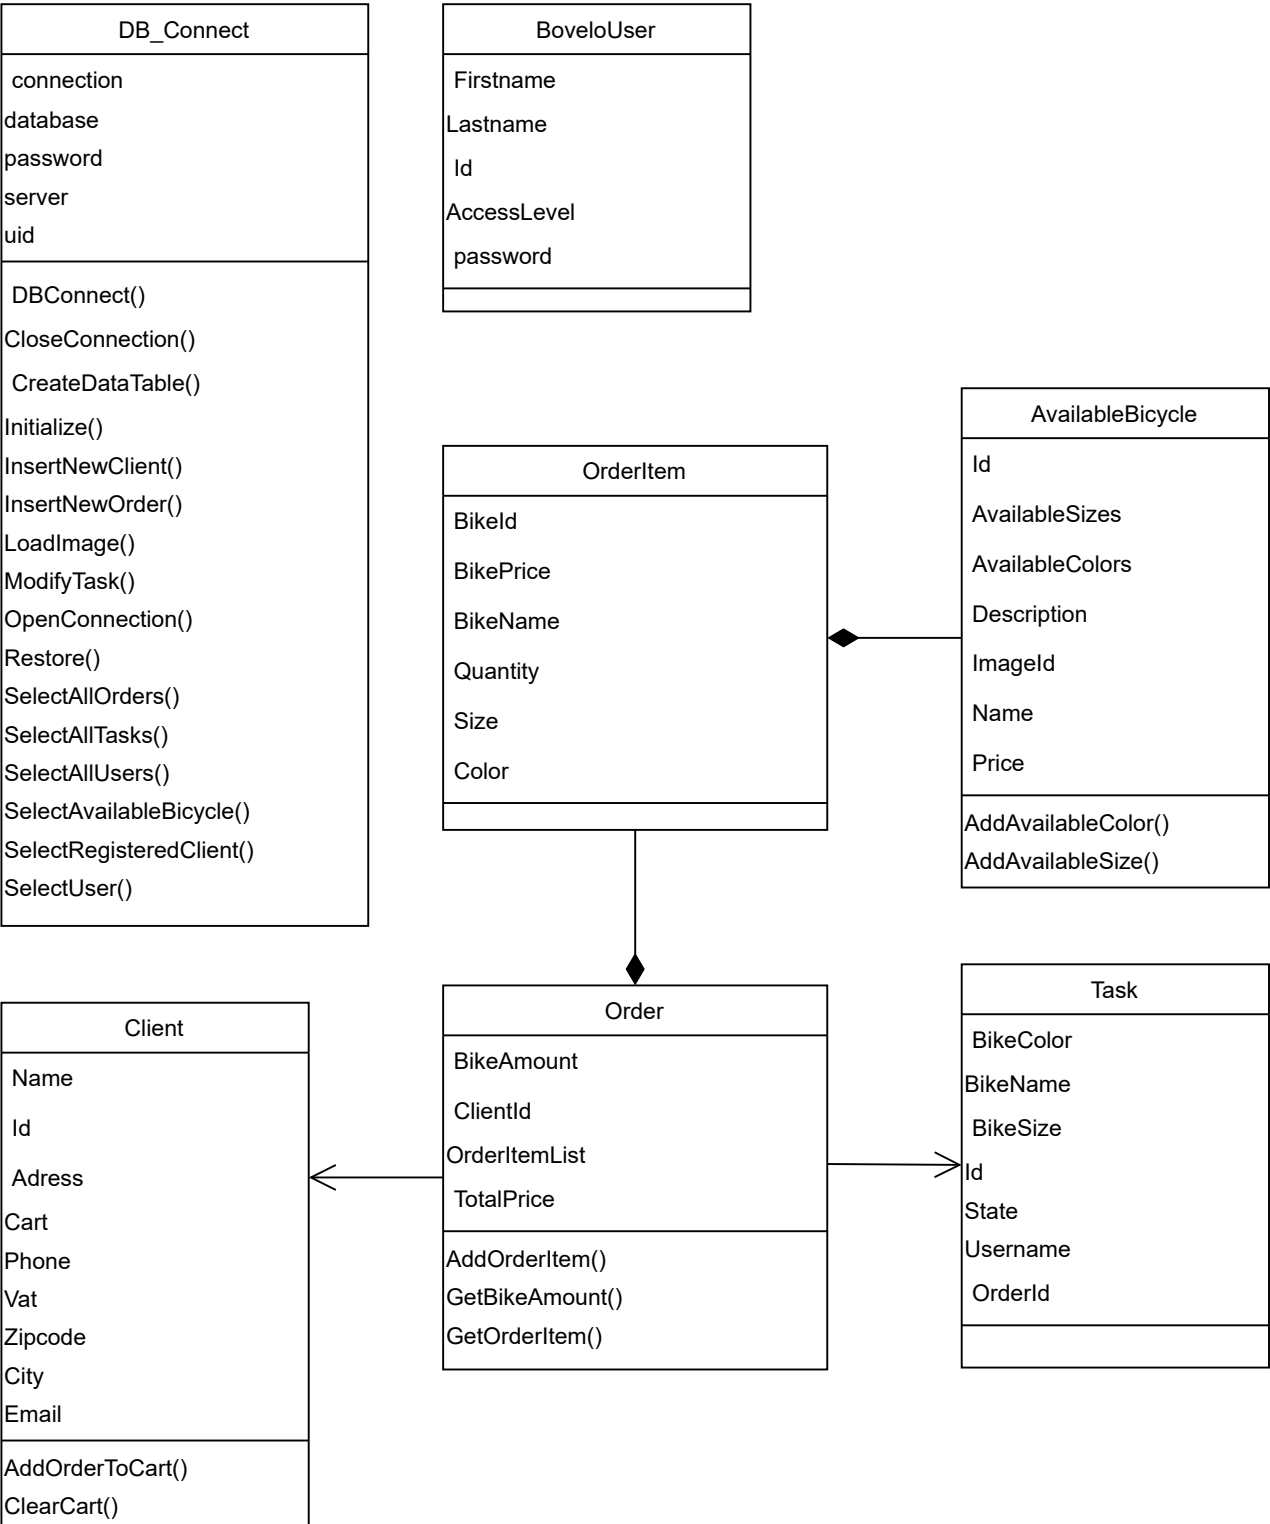 DB_Connect
connection
database
password
server
uid
DBConnect()
CloseConnection()
CreateDataTable()
Initialize()
InsertNewClient()
InsertNewOrder()
LoadImage()
ModifyTask()
OpenConnection()
Restore()
SelectAllOrders()
SelectAllTasks()
SelectAllUsers()
SelectAvailableBicycle()
SelectRegisteredClient()
SelectUser()
BoveloUser
Firstname
Lastname
Id
AccessLevel
password
OrderItem
BikeId
BikePrice
BikeName
Quantity
Size
Color
AvailableBicycle
Id
AvailableSizes
AvailableColors
Description
ImageId
Name
Price
AddAvailableColor()
AddAvailableSize()
Client
Name
Id
Adress
Cart
Phone
Vat
Zipcode
City
Email
AddOrderToCart()
ClearCart()
Order
BikeAmount
ClientId
OrderItemList
TotalPrice
AddOrderItem()
GetBikeAmount()
GetOrderItem()
Task
BikeColor
BikeName
BikeSize
Id
State
Username
OrderId